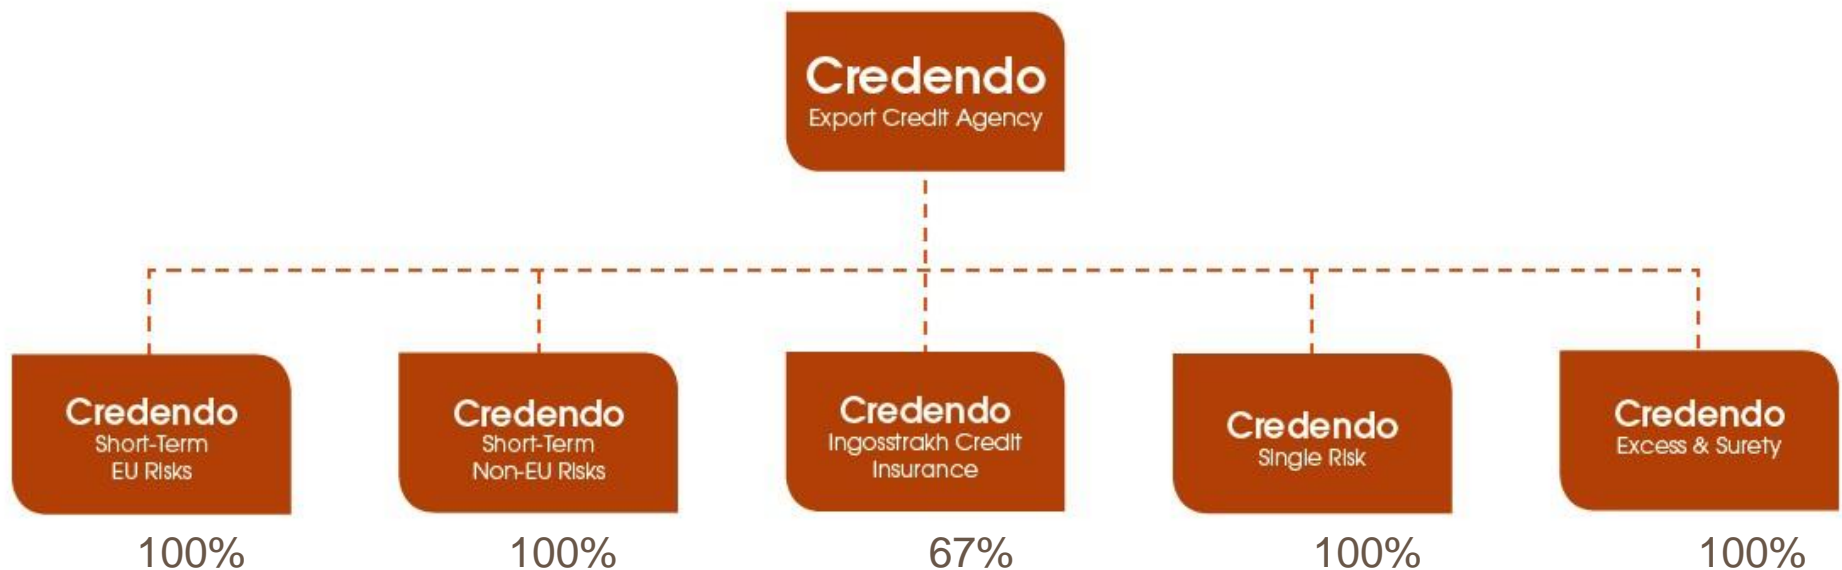 Credendo
Export Credit Agency
Credendo
Short-Term
EU Risks
Credendo
Short-Term
Non-EU Risks
Credendo
Ingosstrakh Credit
Insurance
Credendo
Single Risk
Credendo
Excess & Surety
100%
100%
67%
100%
100%